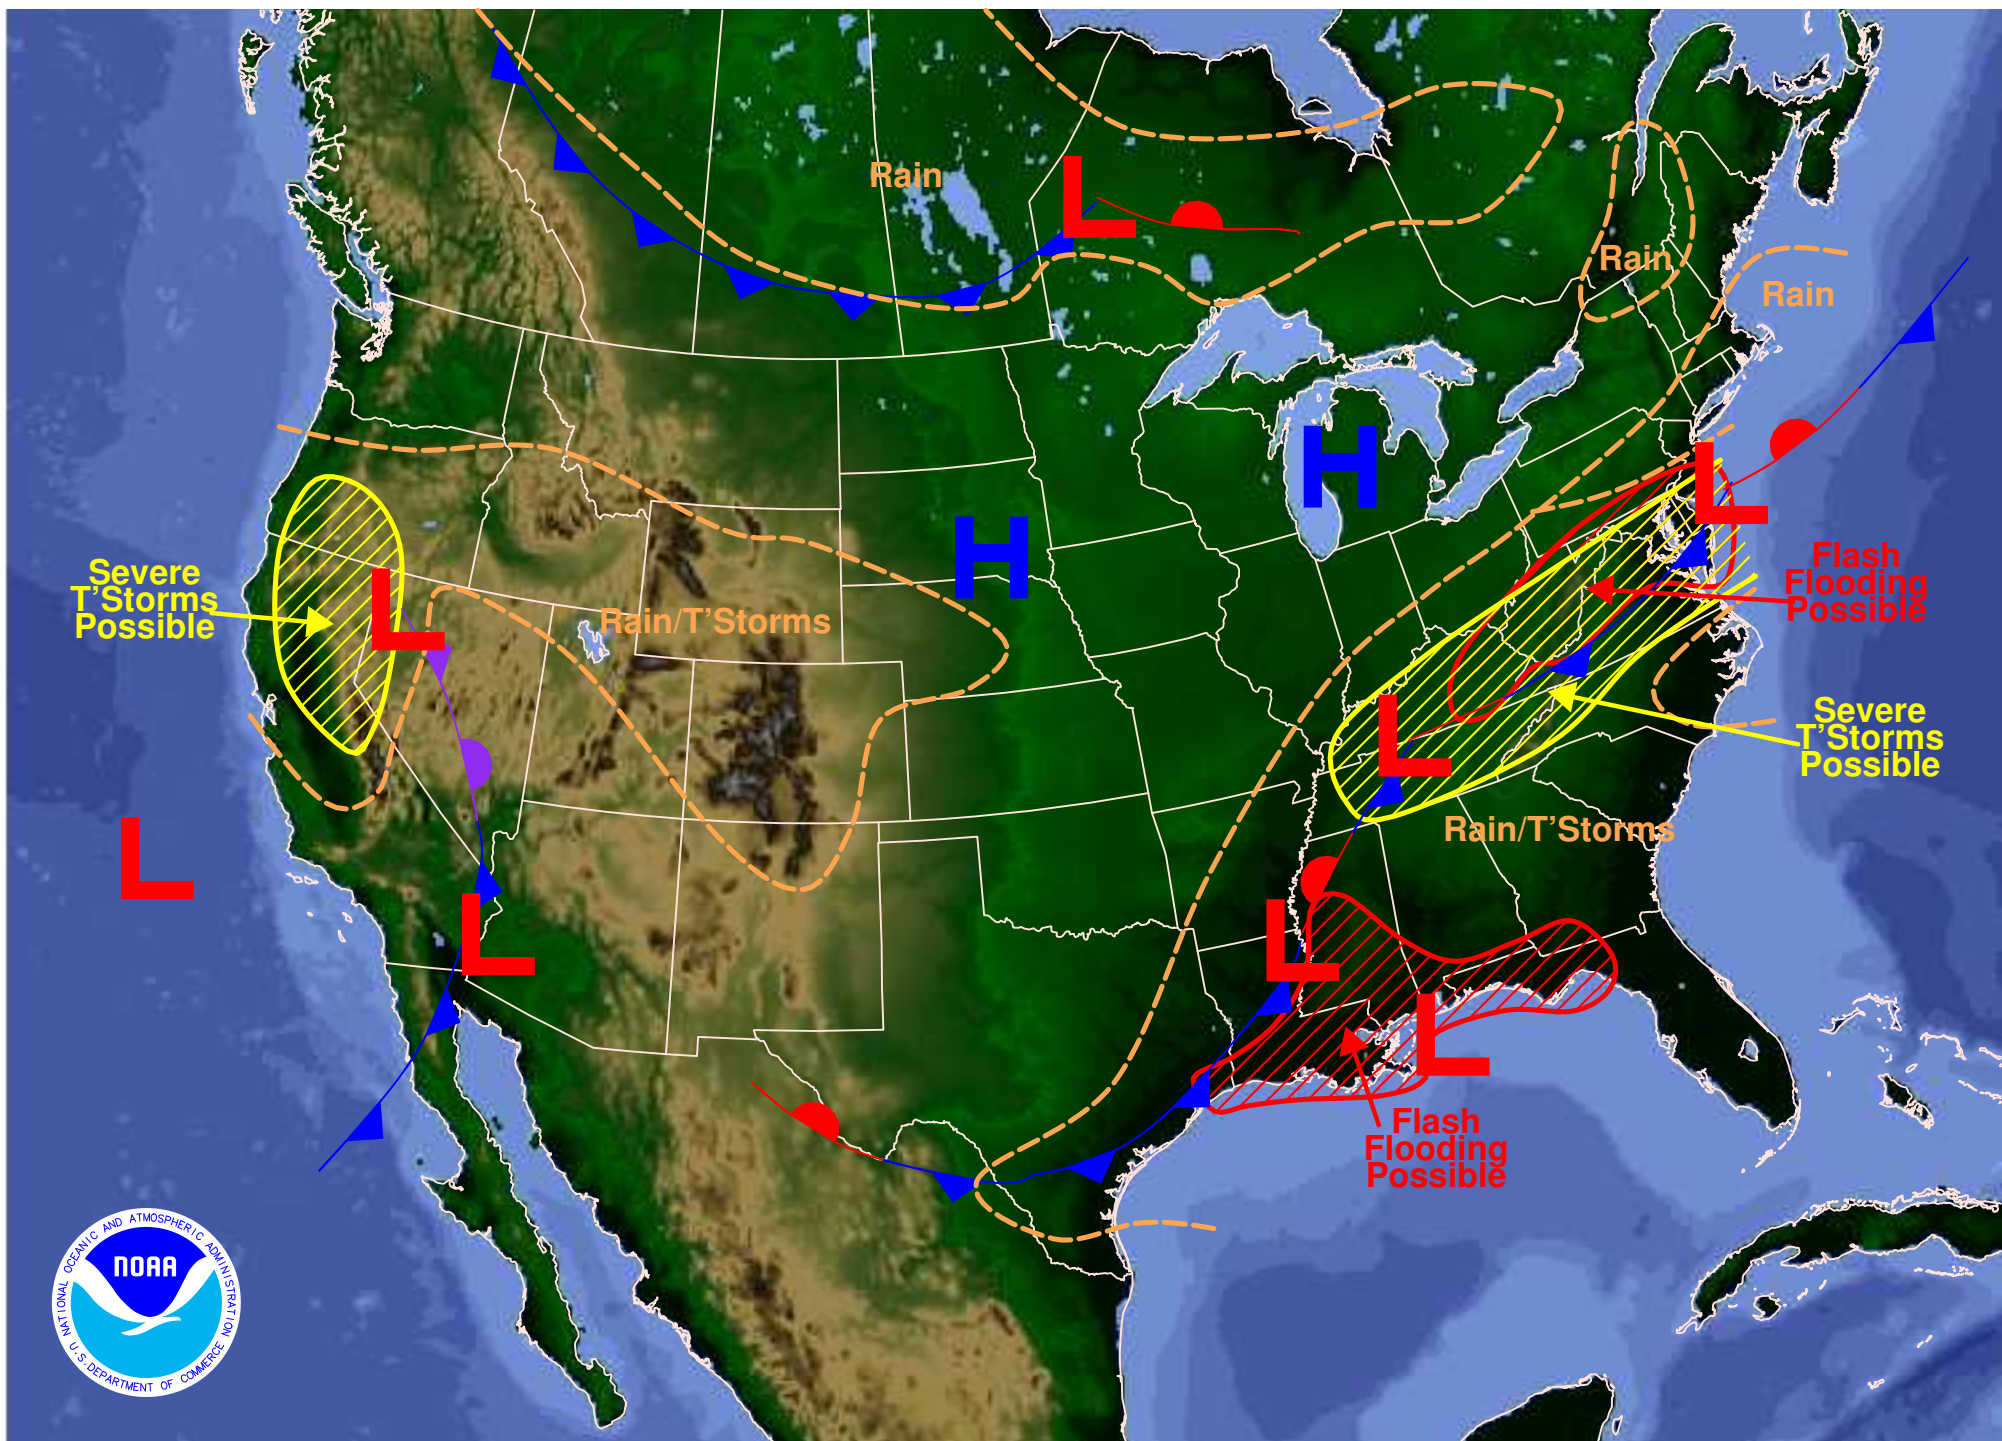 Rain
Rain
Rain
H
L
L
H
Severe
T'Storms
Possible
L
Rain/T'Storms
Flash
Flooding
Possible
L
Severe
T'Storms
Possible
Rain/T'Storms
L
L
L
L
Flash
Flooding
Possible
NATIONAL OCEANIC AND ATMOSPHERIC ADMINISTRATION
NOAA
U.S. DEPARTMENT OF COMMERCE